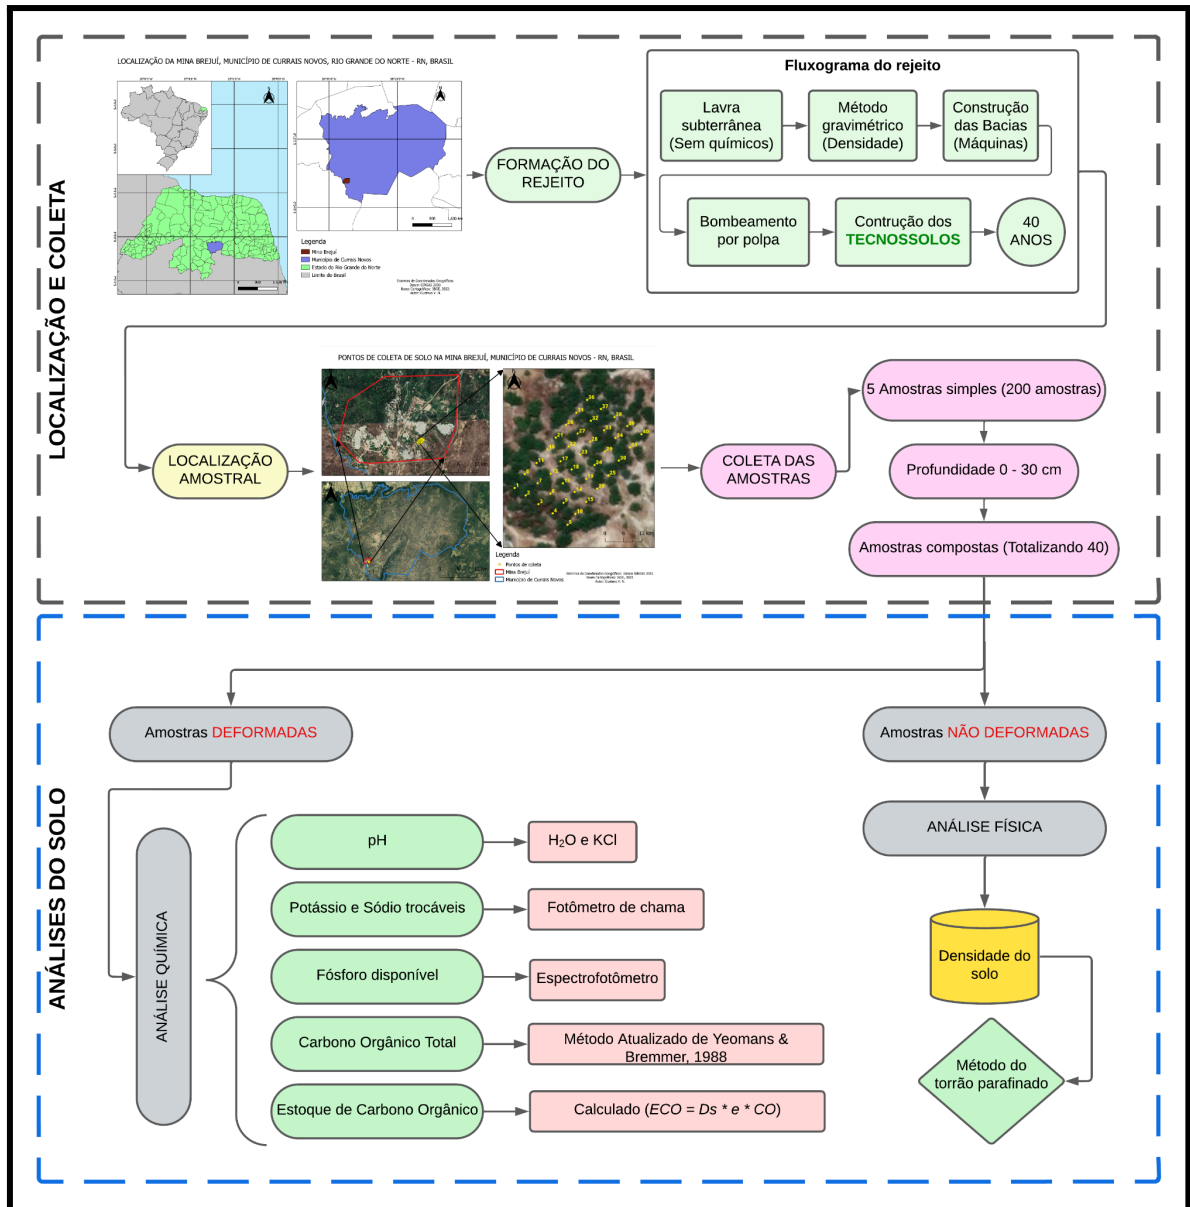 LOCALIZAÇÃO E COLETA
LOCALIZAÇÃO DA MINA BREJUÍ, MUNICÍPIO DE CURRAIS NOVOS, RIO GRANDE DO NORTE - RN, BRASIL
Legenda
Mina Brejuí
Município de Currais Novos
Estado do Rio Grande do Norte
Limite do Brasil
FORMAÇÃO DO
REJEITO
Fluxograma do rejeito
Lavra
subterrânea
(Sem químicos)
Método
gravimétrico
(Densidade)
Construção
das Bacias
(Máquinas)
Bombeamento
por polpa
Contrução dos
TECNOSSOLOS
40
ANOS
LOCALIZAÇÃO
AMOSTRAL
PONTOS DE COLETA DE SOLO NA MINA BREJUÍ, MUNICÍPIO DE CURRAIS NOVOS - RN, BRASIL
Legenda
Pontos de coleta
Mina Brejuí
Município de Currais Novos
COLETA DAS
AMOSTRAS
5 Amostras simples (200 amostras)
Profundidade 0 - 30 cm
Amostras compostas (Totalizando 40)
ANÁLISES DO SOLO
Amostras DEFORMADAS
Amostras NÃO DEFORMADAS
ANÁLISE QUÍMICA
pH
H₂O e KCl
Potássio e Sódio trocáveis
Fotômetro de chama
Fósforo disponível
Espectrofotômetro
Carbono Orgânico Total
Método Atualizado de Yeomans &
Bremmer, 1988
Estoque de Carbono Orgânico
Calculado (ECO = Ds * e * CO)
ANÁLISE FÍSICA
Densidade do
solo
Método do
torrão parafinado